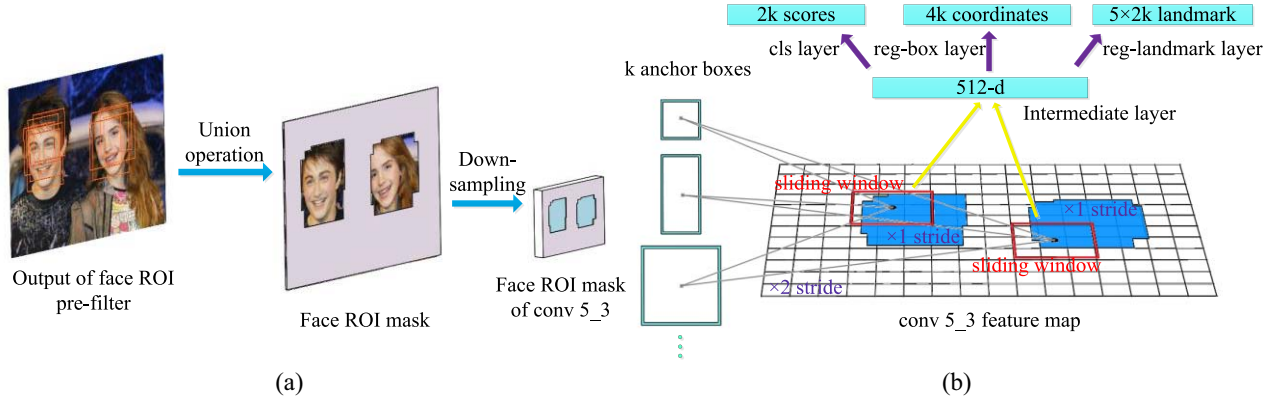 Output of face ROI
pre-filter
Union
operation
Face ROI mask
Down-
sampling
Face ROI mask
of conv 5_3
(a)
2k scores
4k coordinates
5×2k landmark
cls layer
reg-box layer
reg-landmark layer
k anchor boxes
512-d
Intermediate layer
sliding window
×1 stride
×1 stride
sliding window
×2 stride
conv 5_3 feature map
(b)